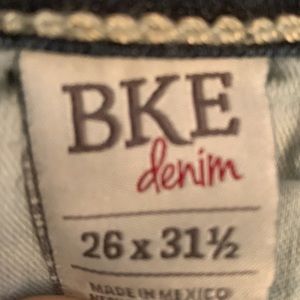 BKE
denim
26 x 31½
MADE IN MEXICO